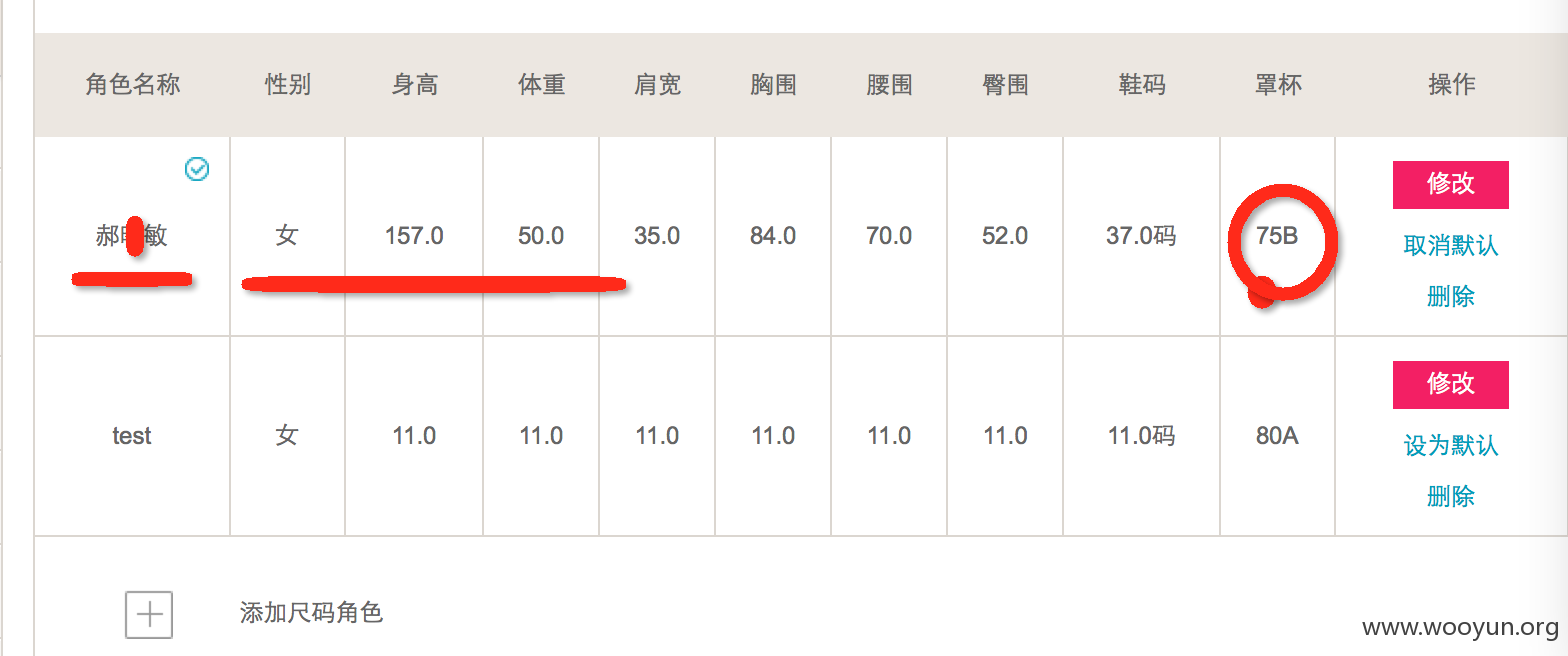 角色名称 性别 身高 体重 肩宽 胸围 腰围 臀围 鞋码 罩杯 操作
郝 敏 女 157.0 50.0 35.0 84.0 70.0 52.0 37.0码 75B 修改
取消默认
删除
test 女 11.0 11.0 11.0 11.0 11.0 11.0 11.0码 80A 修改
设为默认
删除
添加尺码角色
www.wooyun.org